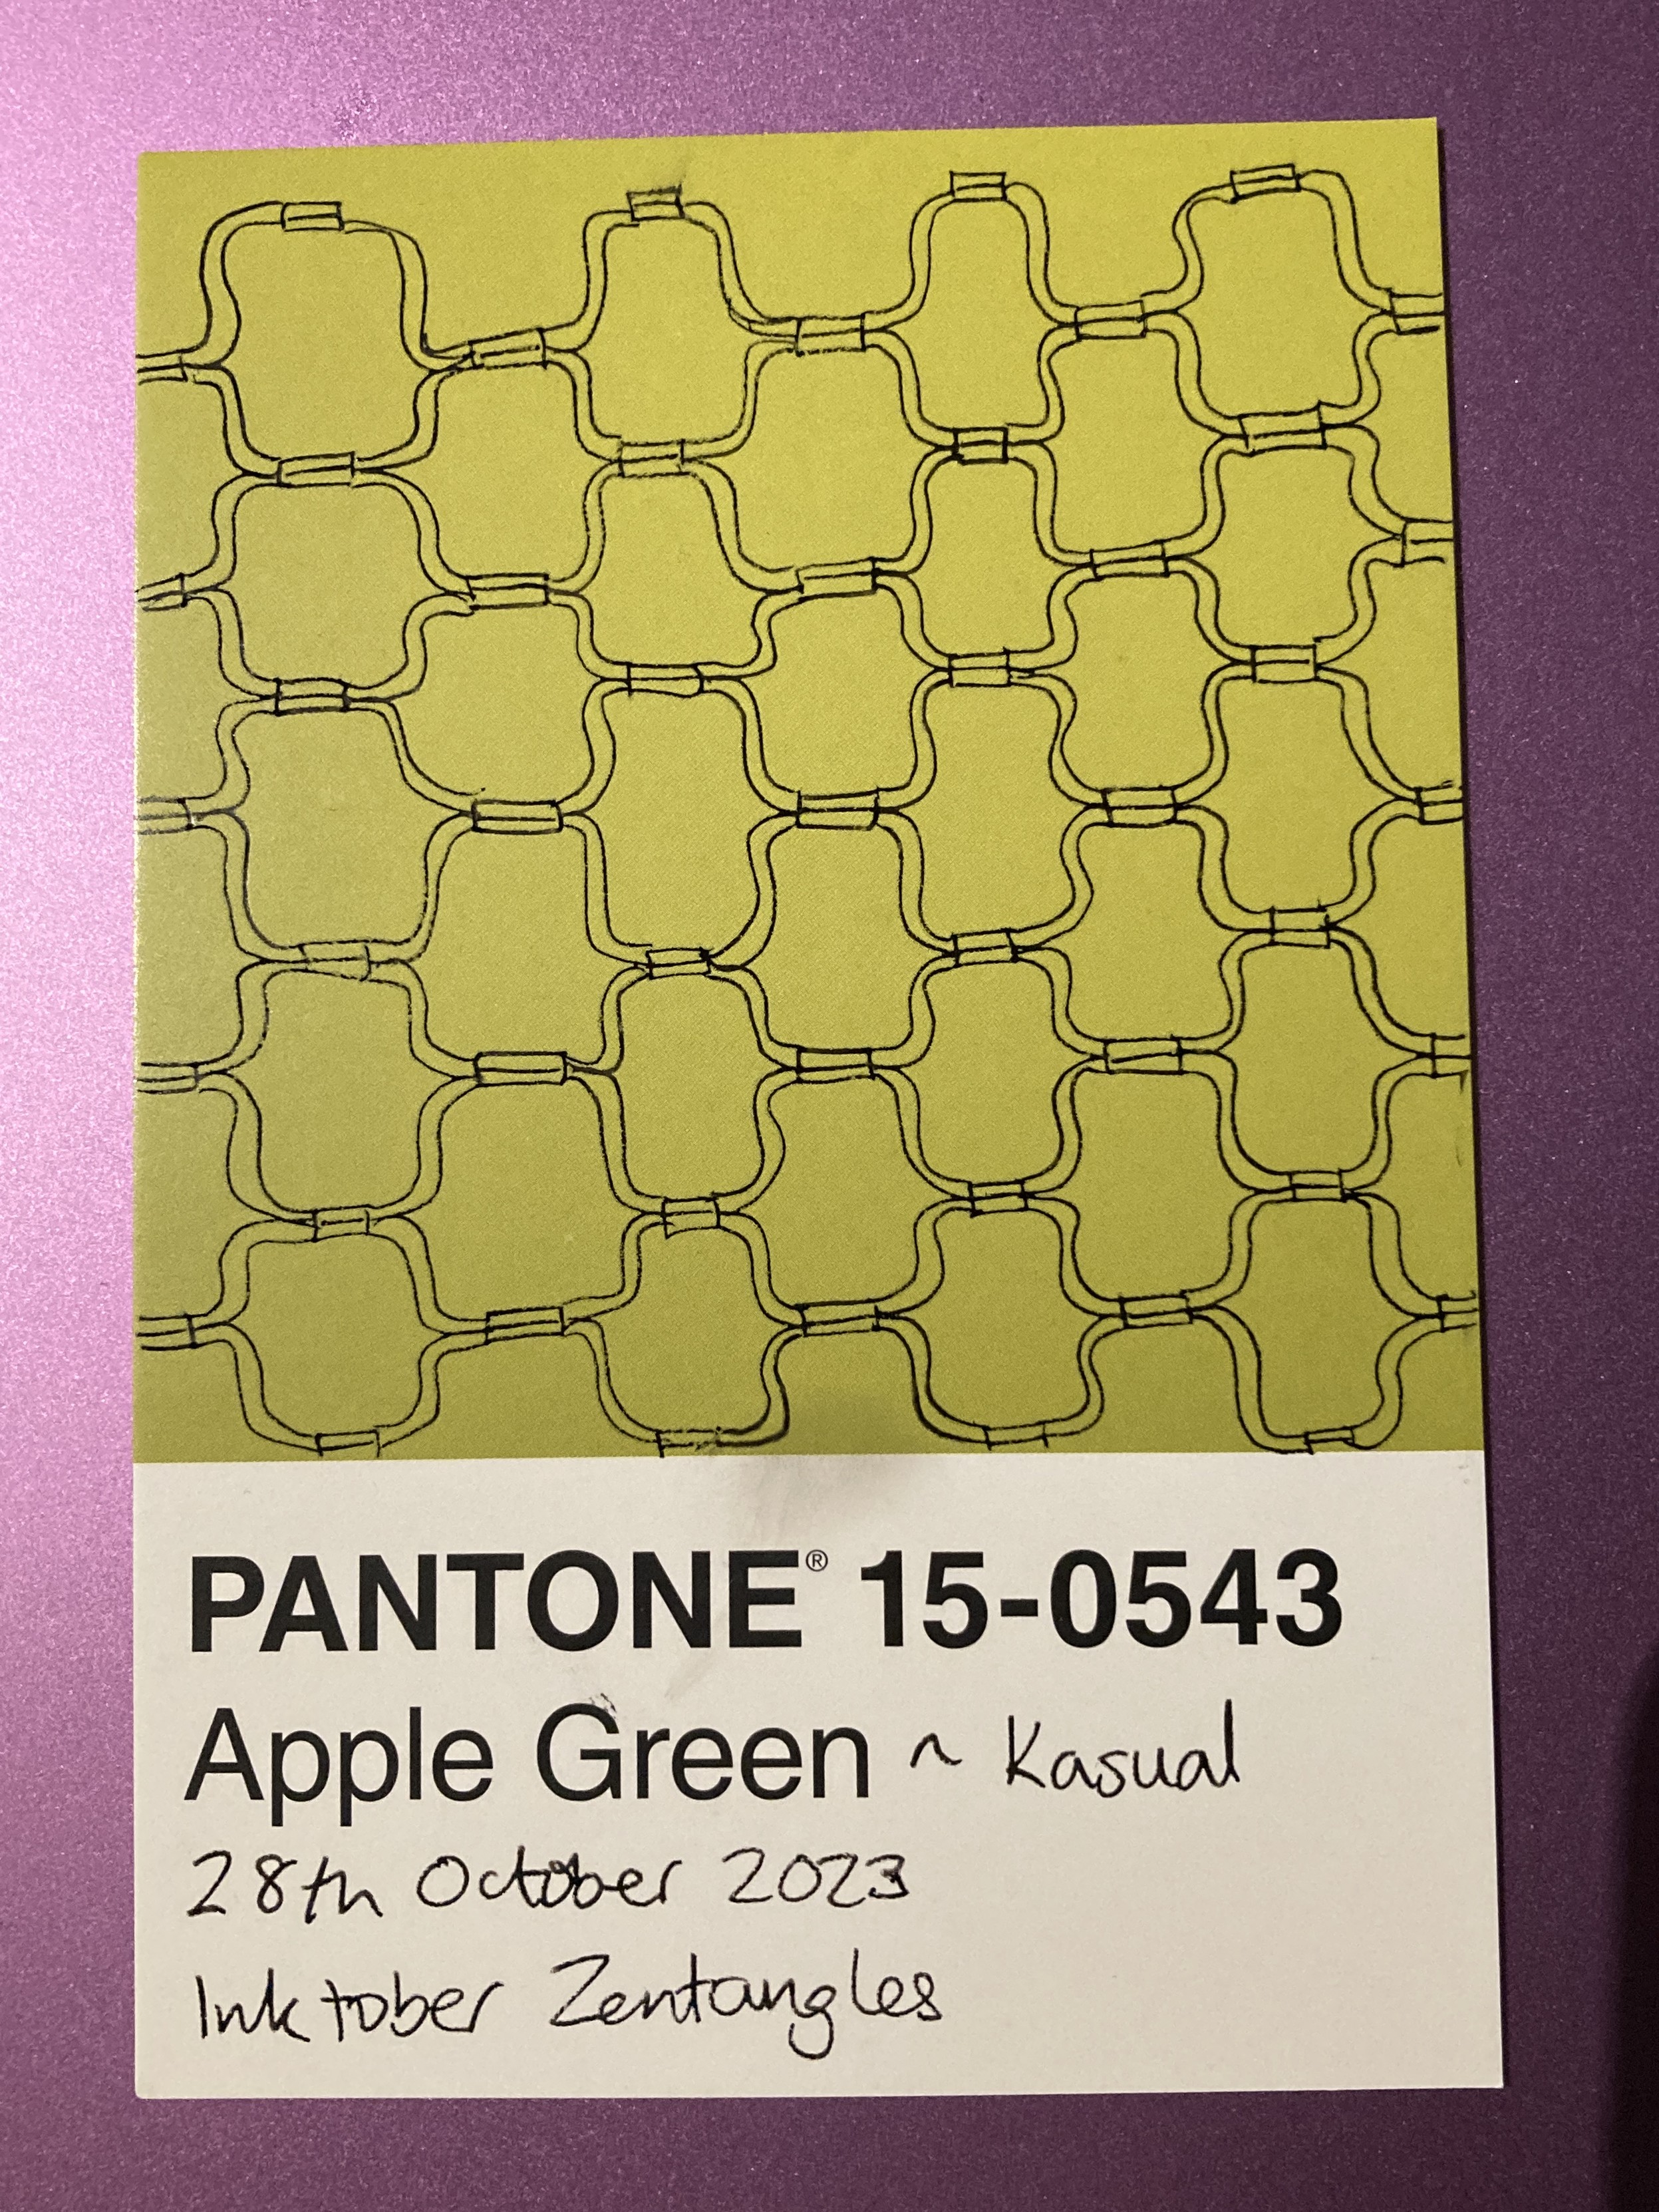 PANTONE® 15-0543
Apple Green ~ Kasual
28th October 2023
Inktober Zentangles